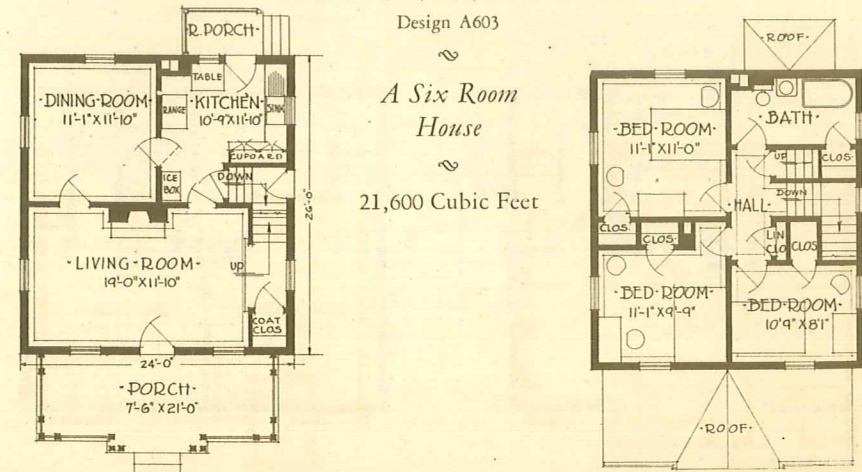 R. PORCH
TABLE
DINING-ROOM
11'-1"X11'-10"
RANGE
KITCHEN
10'-9"X11'-10"
SINK
CUPOARD
ICE
BOX
DOWN
26'-0"
LIVING-ROOM
19'-0"X11'-10"
UP
COAT
CLOS
24'-0"
PORCH
7'-6"X21'-0"
Design A603
A Six Room
House
21,600 Cubic Feet
ROOF
BED-ROOM
11'-1"X11'-0"
BATH
UP
CLOS.
DOWN
HALL
CLOS.
CLOS.
LIN
CLO
CLOS
BED-ROOM
11'-1"X9'-9"
BED-ROOM
10'9"X8'1"
ROOF